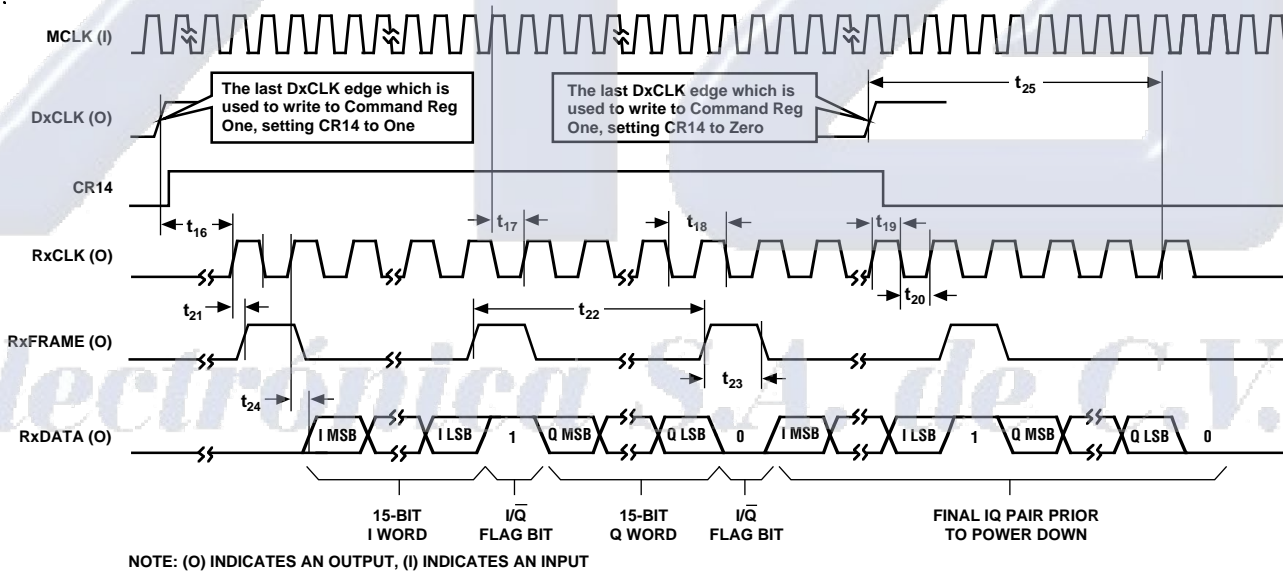 MCLK (I)
The last DxCLK edge which is
used to write to Command Reg
One, setting CR14 to One
The last DxCLK edge which is
used to write to Command Reg
One, setting CR14 to Zero
t25
DxCLK (O)
CR14
t16
t17
t18
t19
RxCLK (O)
t20
t21
t22
RxFRAME (O)
t23
t24
RxDATA (O)
I MSB
I LSB
1
Q MSB
Q LSB
0
I MSB
I LSB
1
Q MSB
Q LSB
0
15-BIT
I WORD
I/Q̅
FLAG BIT
15-BIT
Q WORD
I/Q̅
FLAG BIT
FINAL IQ PAIR PRIOR
TO POWER DOWN
NOTE: (O) INDICATES AN OUTPUT, (I) INDICATES AN INPUT
lectrónica S.A. de C.V.